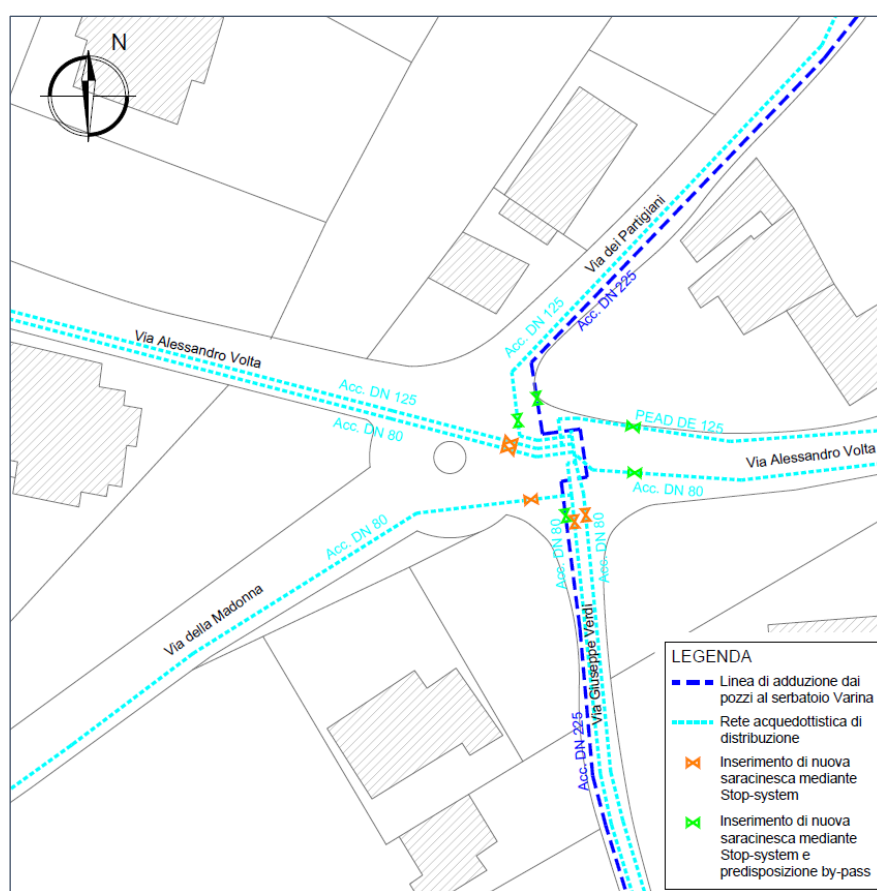 N
Via dei Partigiani
Acc. DN 225
Acc. DN 125
Via Alessandro Volta
Acc. DN 125
Acc. DN 80
PEAD DE 125
Via Alessandro Volta
Acc. DN 80
Acc. DN 80
Via della Madonna
Acc. DN 80
Acc. DN 80
Via Giuseppe Verdi
Acc. DN 225
LEGENDA
Linea di adduzione dai
pozzi al serbatoio Varina
Rete acquedottistica di
distribuzione
Inserimento di nuova
saracinesca mediante
Stop-system
Inserimento di nuova
saracinesca mediante
Stop-system e
predisposizione by-pass